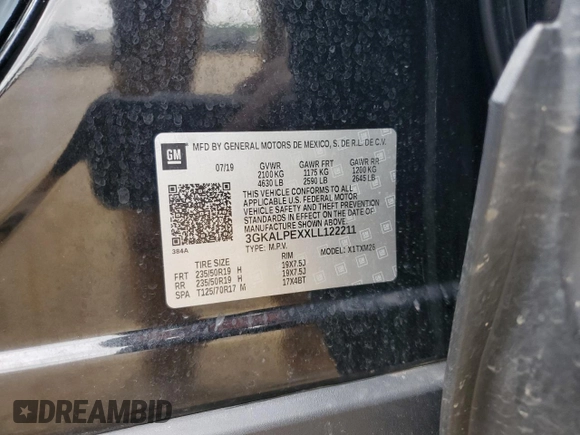 GM
MFD BY GENERAL MOTORS DE MEXICO, S. DE R.L. DE C.V.
07/19 GVWR GAWR FRT GAWR RR
2100 KG 1175 KG 1200 KG
4630 LB 2590 LB 2645 LB
THIS VEHICLE CONFORMS TO ALL
APPLICABLE U.S. FEDERAL MOTOR
VEHICLE SAFETY AND THEFT PREVENTION
STANDARDS IN EFFECT ON THE DATE
OF MANUFACTURE SHOWN ABOVE.
3GKALPEXXLL122211
384A TYPE: M.P.V. MODEL: X1TXM26
TIRE SIZE RIM
FRT 235/50R19 H 19X7.5J
RR 235/50R19 H 19X7.5J
SPA T125/70R17 M 17X4BT
DREAMBID